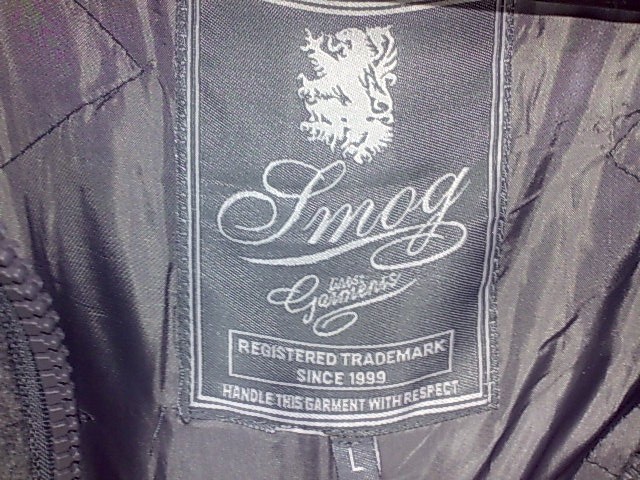 Smog
Garments
REGISTERED TRADEMARK
SINCE 1999
HANDLE THIS GARMENT WITH RESPECT
L